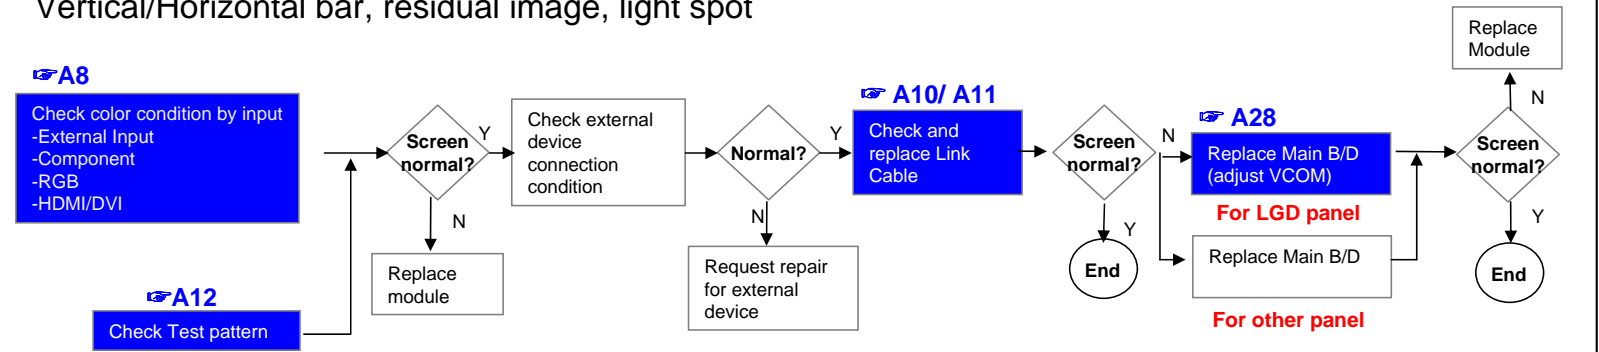 Vertical/Horizontal bar, residual image, light spot
☞A8
Check color condition by input
-External Input
-Component
-RGB
-HDMI/DVI
☞A12
Check Test pattern
Screen
normal?
Y
N
Replace
module
Check external
device
connection
condition
Normal?
Y
N
Request repair
for external
device
☞ A10/ A11
Check and
replace Link
Cable
Screen
normal?
N
Y
End
☞ A28
Replace Main B/D
(adjust VCOM)
For LGD panel
Replace Main B/D
For other panel
Screen
normal?
N
Replace
Module
Y
End